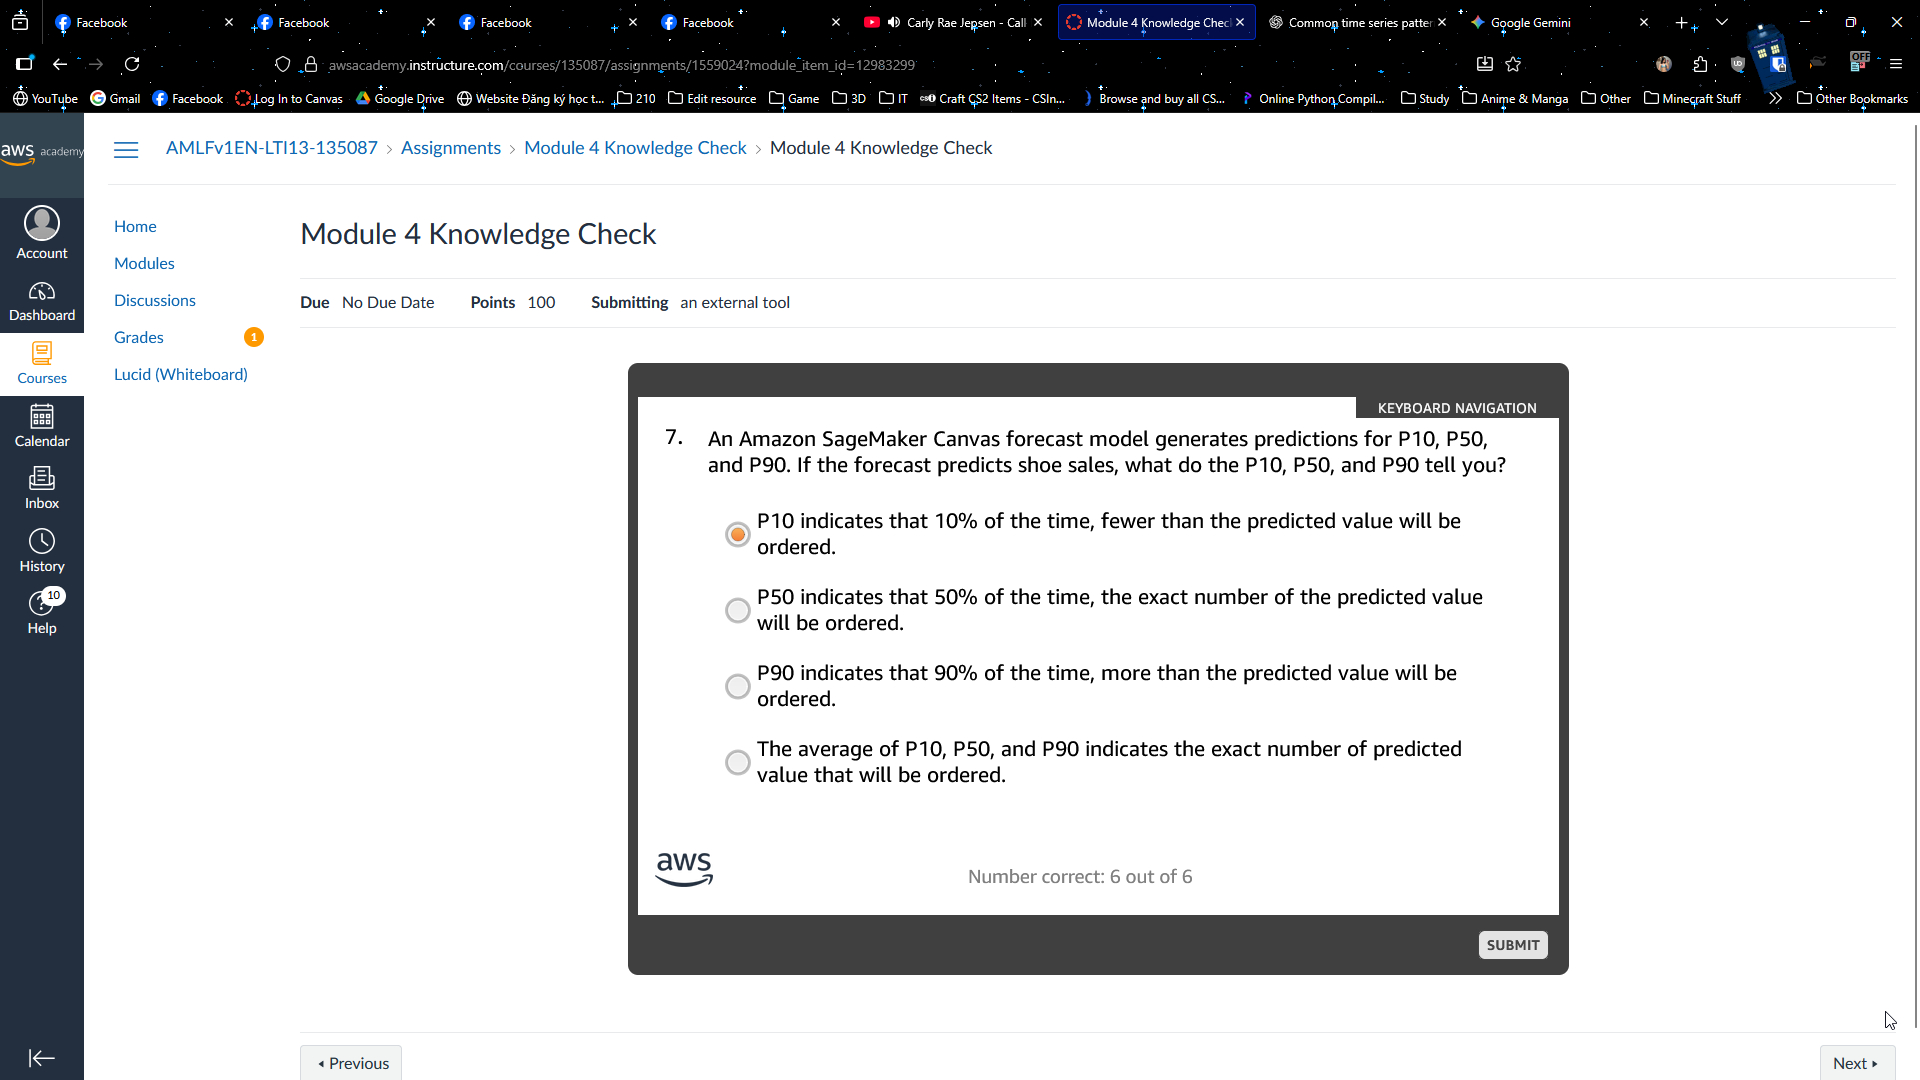 Facebook
Facebook
Facebook
Facebook
Carly Rae Jepsen - Call
Module 4 Knowledge Chec
Common time series patter
Google Gemini
awsacademy.instructure.com/courses/135087/assignments/1559024?module_item_id=12983299
OFF
YouTube
Gmail
Facebook
Log In to Canvas
Google Drive
Website Đăng ký học t...
210
Edit resource
Game
3D
IT
Craft CS2 Items - CSIn...
Browse and buy all CS...
Online Python Compil...
Study
Anime & Manga
Other
Minecraft Stuff
Other Bookmarks
aws academy
AMLFv1EN-LTI13-135087 > Assignments > Module 4 Knowledge Check > Module 4 Knowledge Check
Account
Dashboard
Courses
Calendar
Inbox
History
10
Help
Home
Modules
Discussions
Grades 1
Lucid (Whiteboard)
Module 4 Knowledge Check
Due No Due Date Points 100 Submitting an external tool
KEYBOARD NAVIGATION
7. An Amazon SageMaker Canvas forecast model generates predictions for P10, P50,
and P90. If the forecast predicts shoe sales, what do the P10, P50, and P90 tell you?
P10 indicates that 10% of the time, fewer than the predicted value will be
ordered.
P50 indicates that 50% of the time, the exact number of the predicted value
will be ordered.
P90 indicates that 90% of the time, more than the predicted value will be
ordered.
The average of P10, P50, and P90 indicates the exact number of predicted
value that will be ordered.
aws
Number correct: 6 out of 6
SUBMIT
Previous
Next